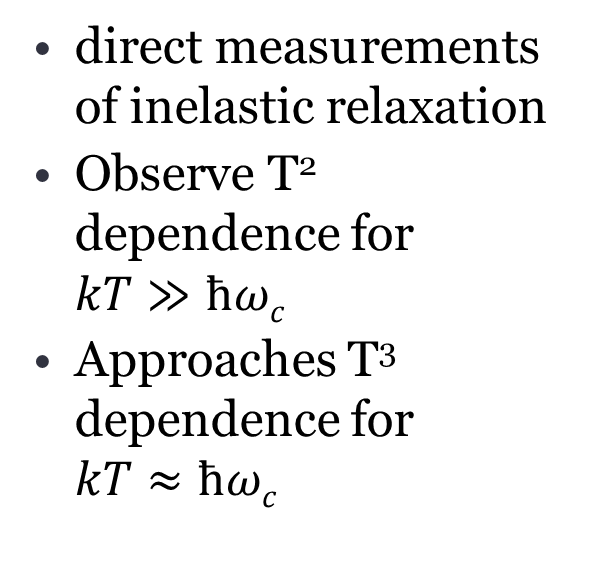 • direct measurements
of inelastic relaxation
• Observe T²
dependence for
kT ≫ ħω_c
• Approaches T³
dependence for
kT ≈ ħω_c